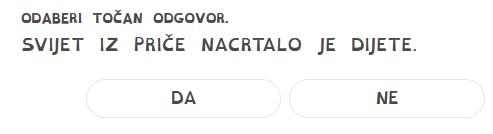 ODABERI TOČAN ODGOVOR.
SVIJET IZ PRIČE NACRTALO JE DIJETE.
DA NE